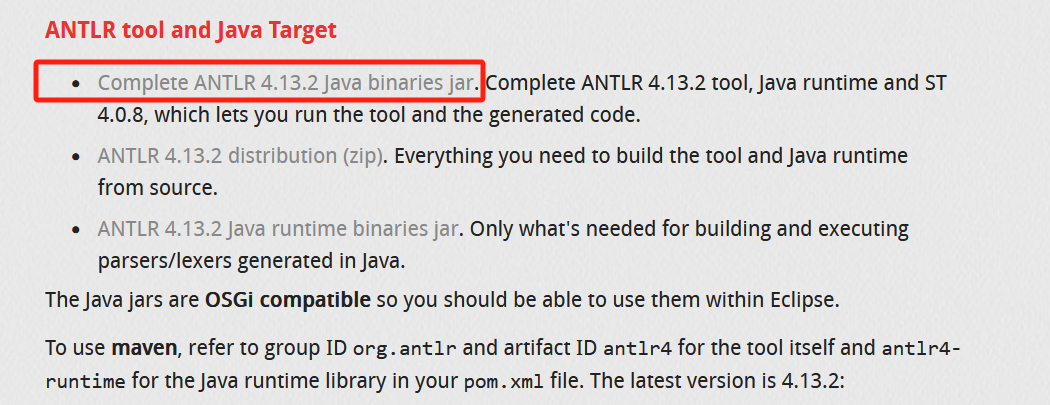 ANTLR tool and Java Target
• Complete ANTLR 4.13.2 Java binaries jar. Complete ANTLR 4.13.2 tool, Java runtime and ST
4.0.8, which lets you run the tool and the generated code.
• ANTLR 4.13.2 distribution (zip). Everything you need to build the tool and Java runtime
from source.
• ANTLR 4.13.2 Java runtime binaries jar. Only what's needed for building and executing
parsers/lexers generated in Java.
The Java jars are OSGi compatible so you should be able to use them within Eclipse.
To use maven, refer to group ID org.antlr and artifact ID antlr4 for the tool itself and antlr4-
runtime for the Java runtime library in your pom.xml file. The latest version is 4.13.2: